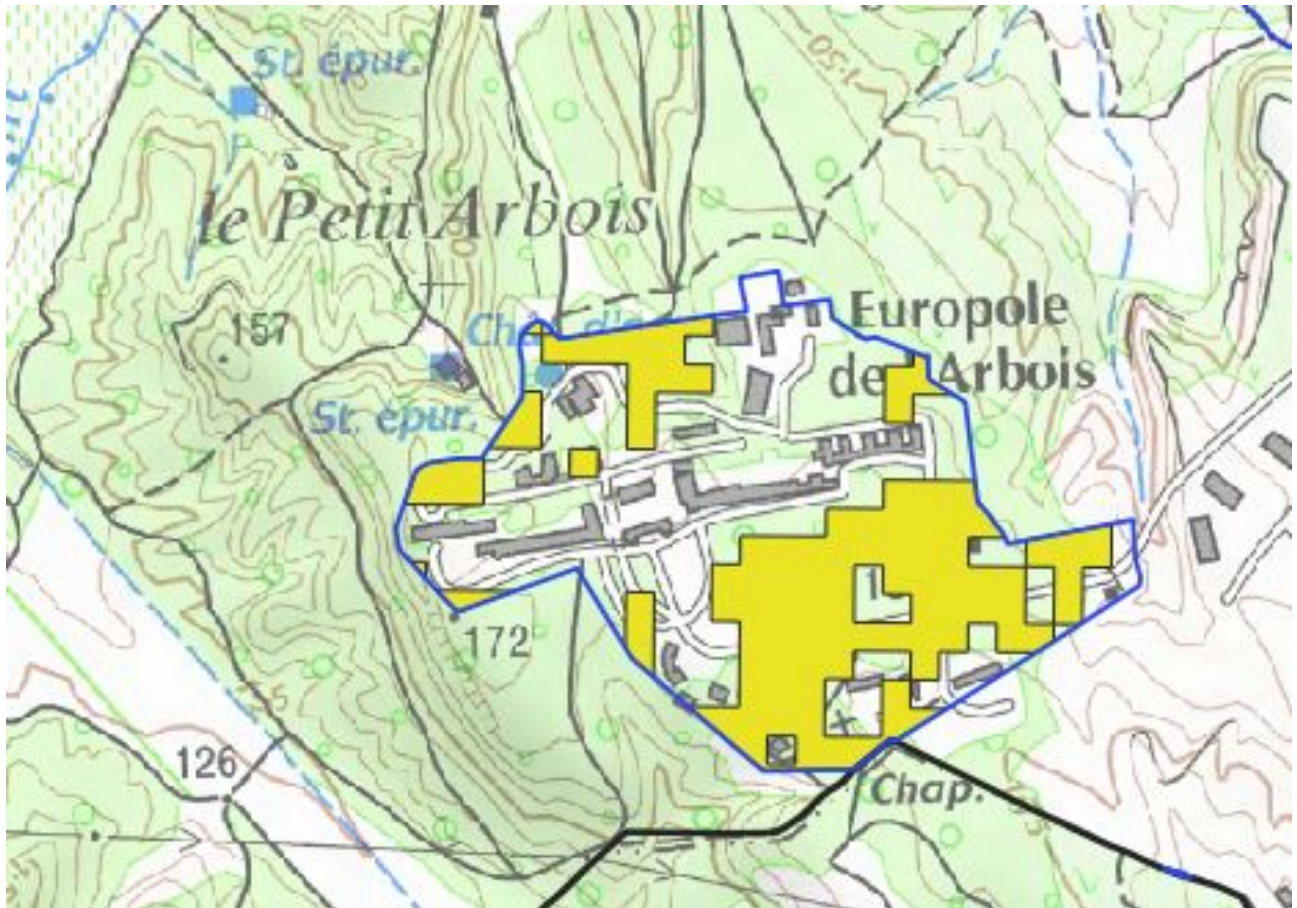 St. épur.
le Petit Arbois
157
Europole
de l'Arbois
St. épur.
172
126
Chap.